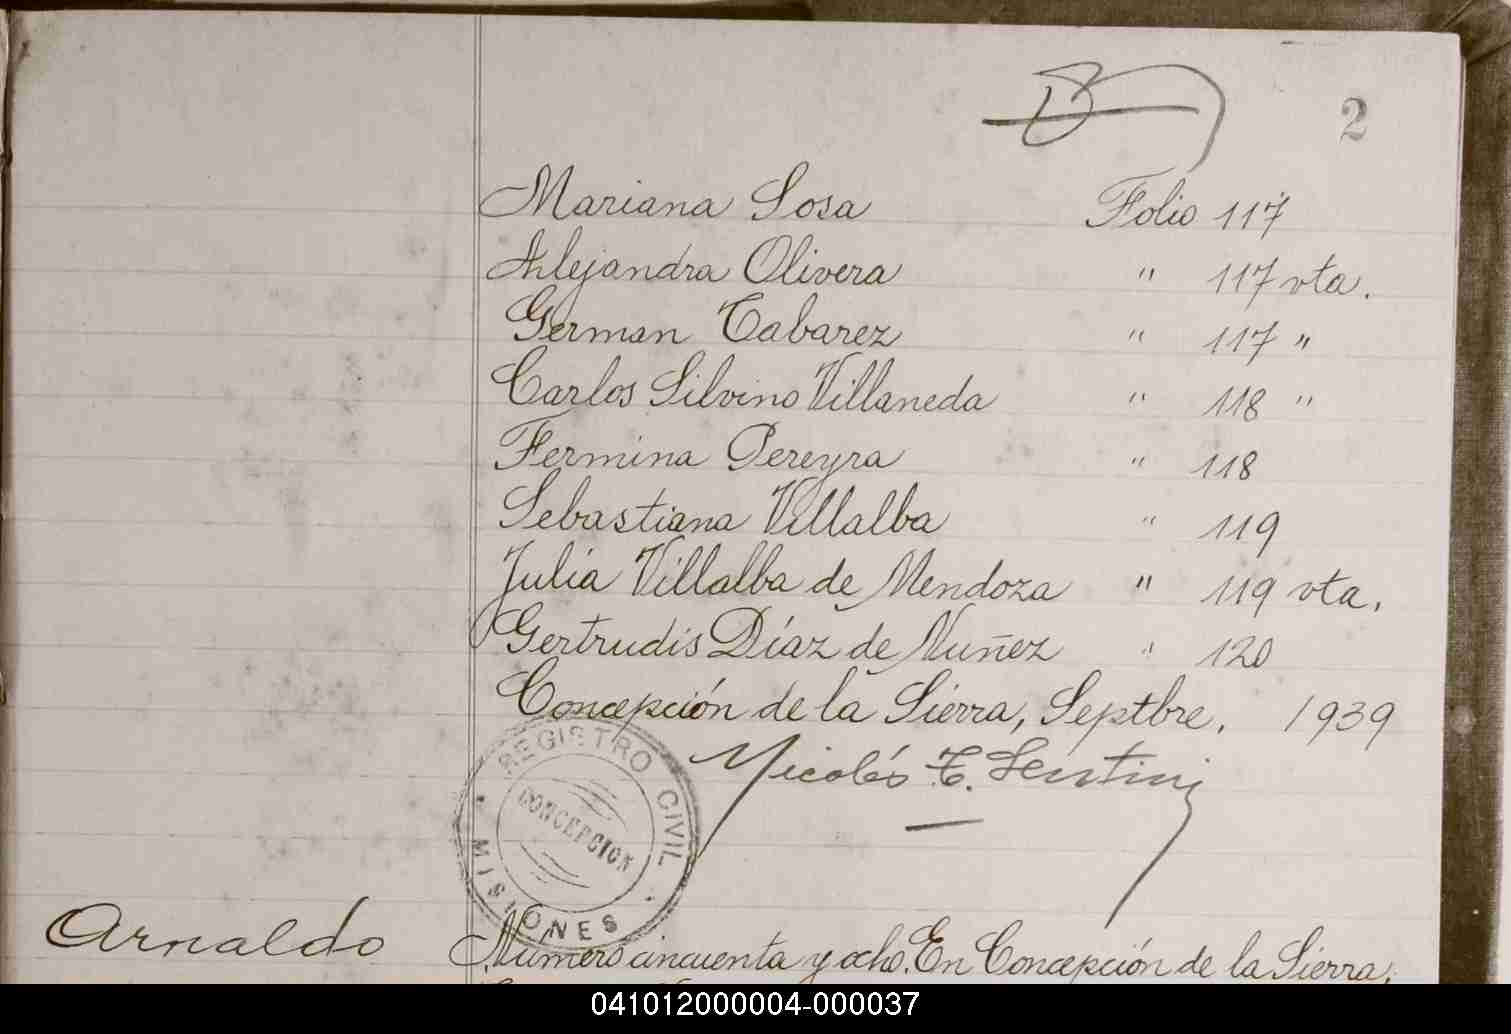 2
Mariana Sosa Folio 117
Alejandra Olivera " 117 vta.
German Tabarez " 117 "
Carlos Silvino Villaneda " 118 "
Fermina Pereyra " 118
Sebastiana Villalba " 119
Julia Villalba de Mendoza " 119 vta.
Gertrudis Díaz de Nuñez " 120
Concepción de la Sierra, Septbre. 1939
Nicolás
REGISTRO CIVIL
CONCEPCION
MISIONES
Arnaldo
Número cincuenta y ocho. En Concepción de la Sierra,
041012000004-000037